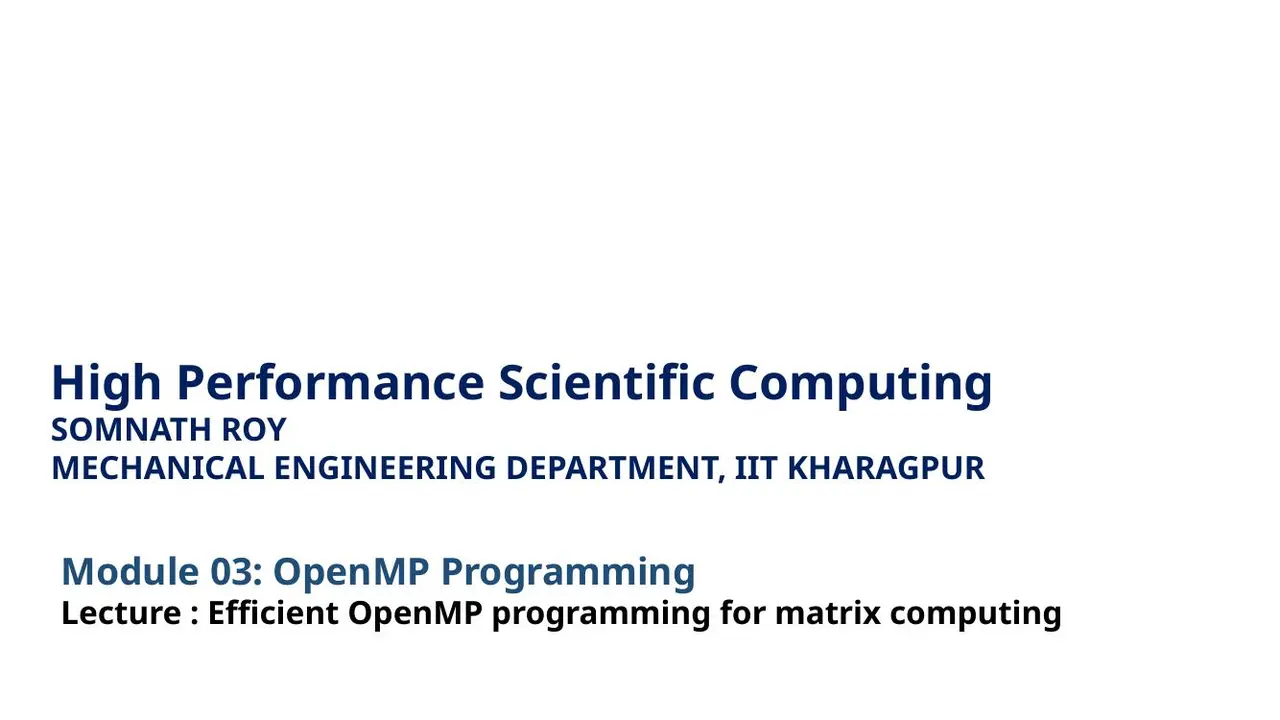 High Performance Scientific Computing
SOMNATH ROY
MECHANICAL ENGINEERING DEPARTMENT, IIT KHARAGPUR
Module 03: OpenMP Programming
Lecture : Efficient OpenMP programming for matrix computing